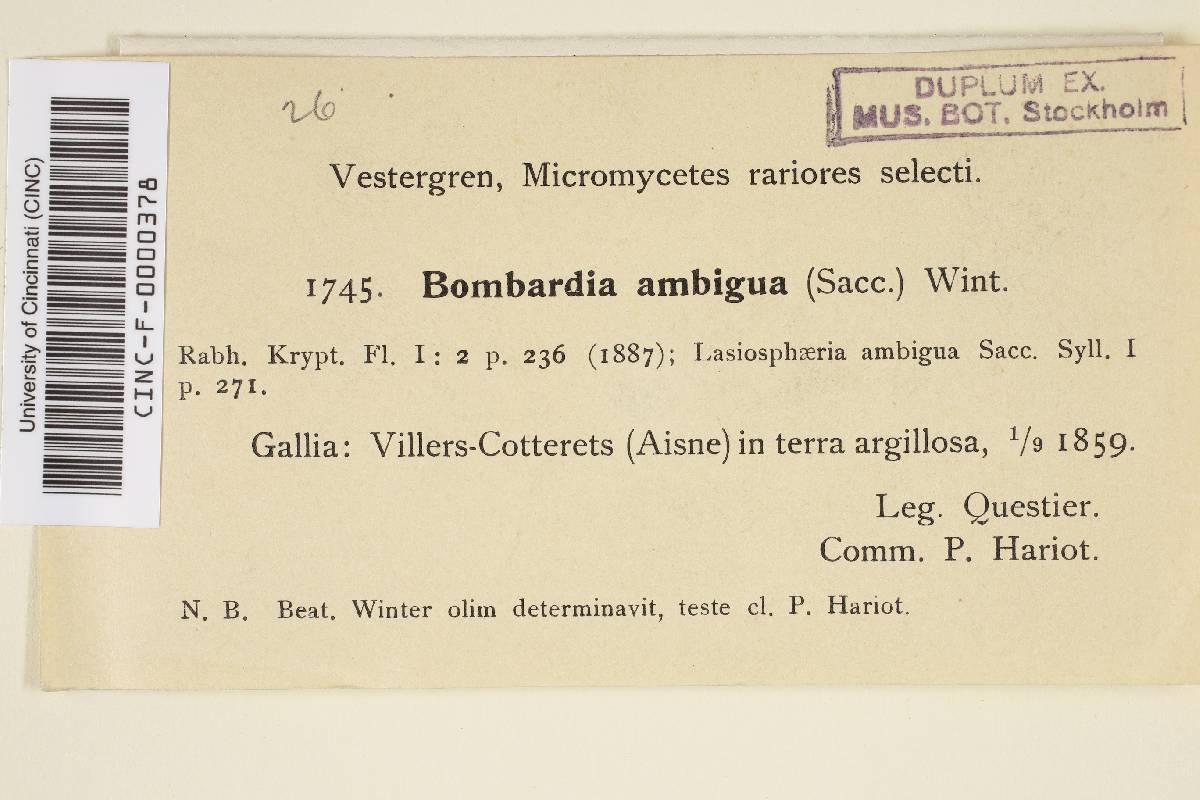 26
DUPLUM EX.
MUS. BOT. Stockholm
Vestergren, Micromycetes rariores selecti.
1745. Bombardia ambigua (Sacc.) Wint.
Rabh. Krypt. Fl. I: 2 p. 236 (1887); Lasiosphæria ambigua Sacc. Syll. I
p. 271.
Gallia: Villers-Cotterets (Aisne) in terra argillosa, 1/9 1859.
Leg. Questier.
Comm. P. Hariot.
N. B. Beat. Winter olim determinavit, teste cl. P. Hariot.
University of Cincinnati (CINC)
CINC-F-0000378